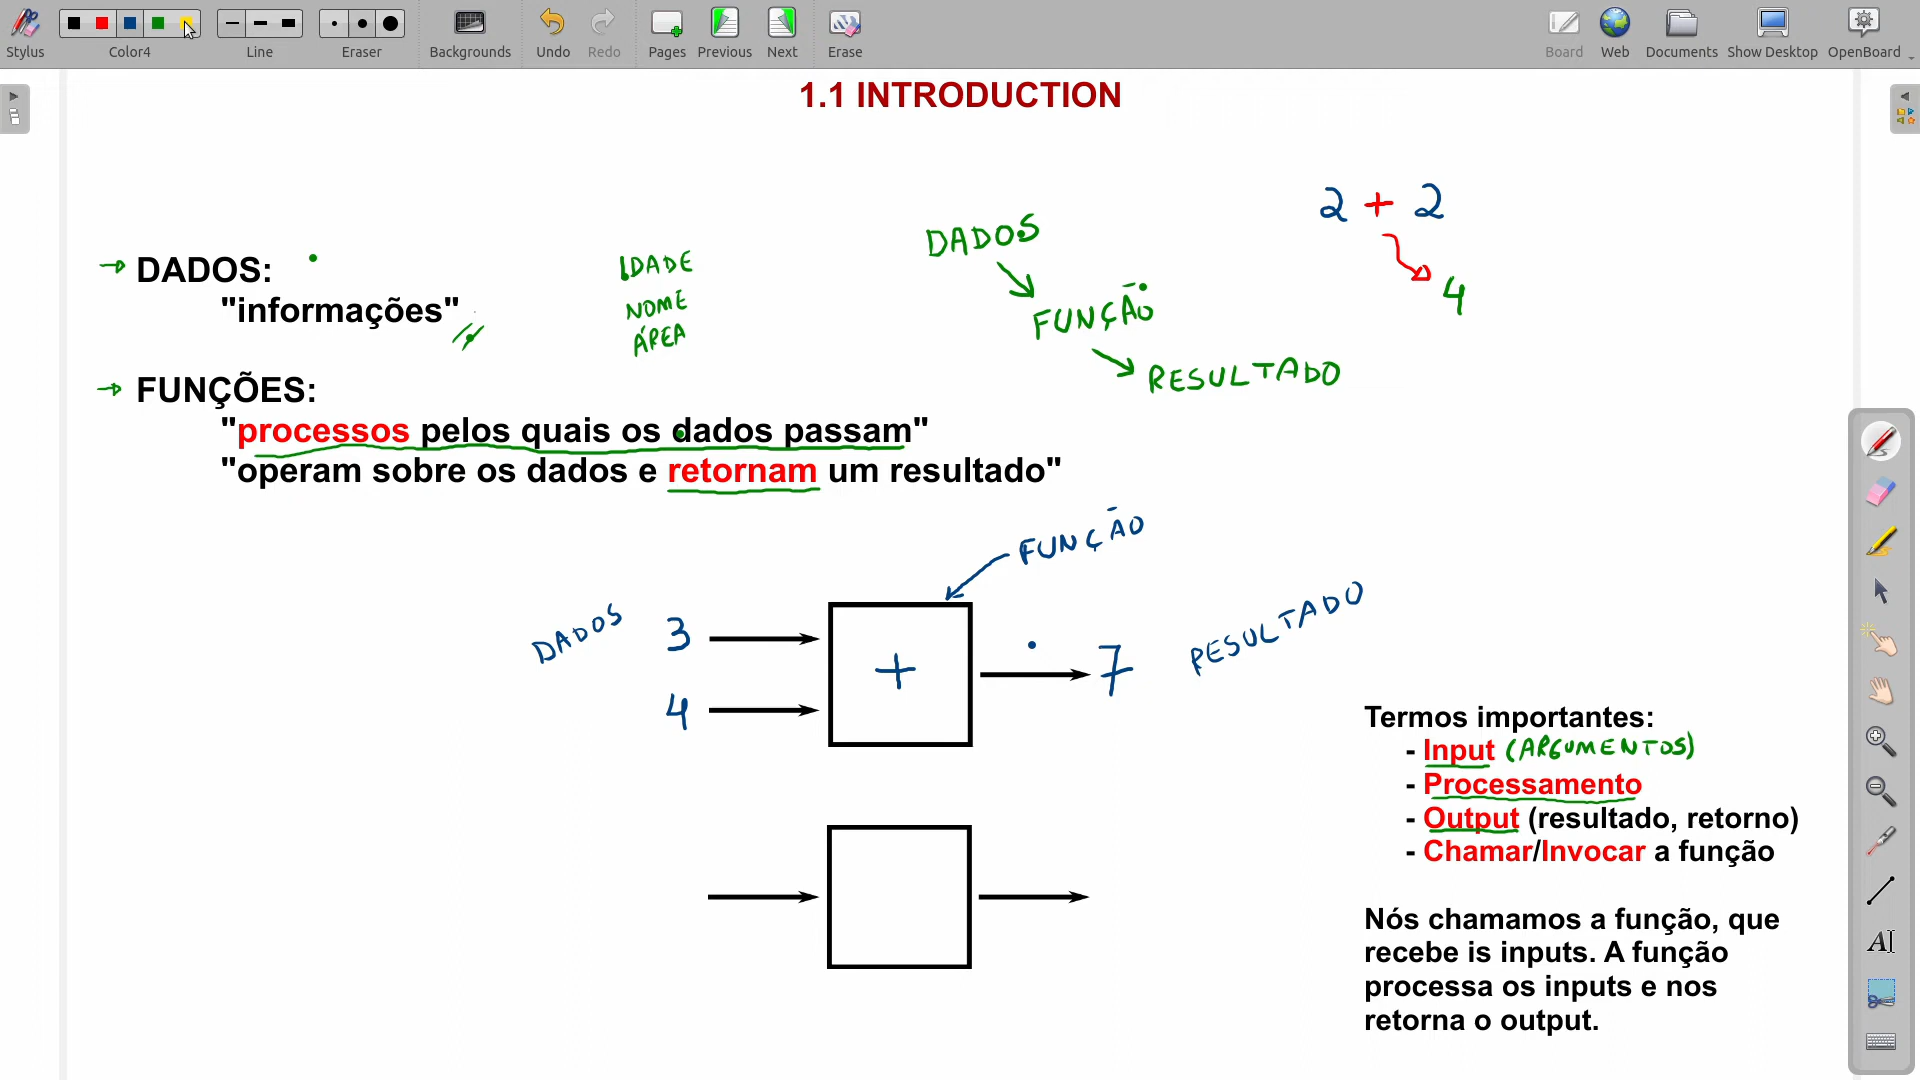 Stylus
Color4
Line
Eraser
Backgrounds
Undo
Redo
Pages
Previous
Next
Erase
Board
Web
Documents
Show Desktop
OpenBoard
1.1 INTRODUCTION
2 + 2
4
DADOS
FUNÇÃO
RESULTADO
DADOS:
"informações"
IDADE
NOME
ÁREA
FUNÇÕES:
"processos pelos quais os dados passam"
"operam sobre os dados e retornam um resultado"
FUNÇÃO
DADOS
3
4
+
7
RESULTADO
Termos importantes:
- Input (ARGUMENTOS)
- Processamento
- Output (resultado, retorno)
- Chamar/Invocar a função
Nós chamamos a função, que
recebe is inputs. A função
processa os inputs e nos
retorna o output.